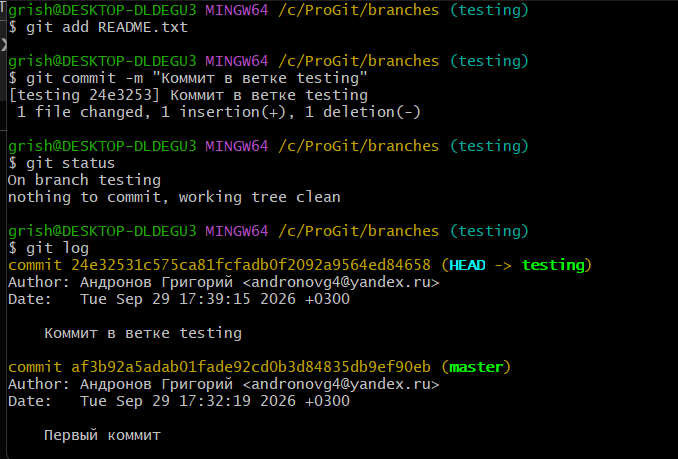 grish@DESKTOP-DLDEGU3 MINGW64 /c/ProGit/branches (testing)
$ git add README.txt
grish@DESKTOP-DLDEGU3 MINGW64 /c/ProGit/branches (testing)
$ git commit -m "Коммит в ветке testing"
[testing 24e3253] Коммит в ветке testing
 1 file changed, 1 insertion(+), 1 deletion(-)
grish@DESKTOP-DLDEGU3 MINGW64 /c/ProGit/branches (testing)
$ git status
On branch testing
nothing to commit, working tree clean
grish@DESKTOP-DLDEGU3 MINGW64 /c/ProGit/branches (testing)
$ git log
commit 24e32531c575ca81fcfadb0f2092a9564ed84658 (HEAD -> testing)
Author: Андронов Григорий <andronovg4@yandex.ru>
Date:   Tue Sep 29 17:39:15 2026 +0300
    Коммит в ветке testing
commit af3b92a5adab01fade92cd0b3d84835db9ef90eb (master)
Author: Андронов Григорий <andronovg4@yandex.ru>
Date:   Tue Sep 29 17:32:19 2026 +0300
    Первый коммит